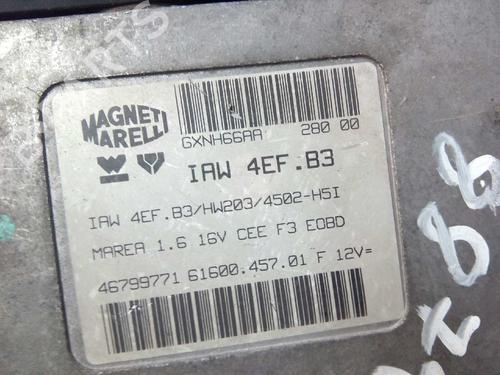 MAGNETI
MARELLI
GXNH66AA 280 00
IAW 4EF.B3
IAW 4EF.B3/HW203/4502-H5I
MAREA 1.6 16V CEE F3 EOBD
46799771 61600.457.01 F 12V=